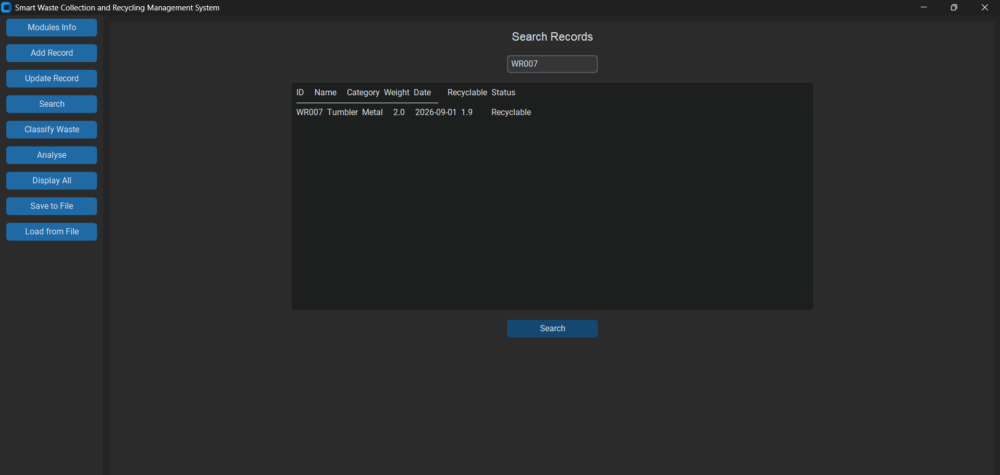 Smart Waste Collection and Recycling Management System
Modules Info
Add Record
Update Record
Search
Classify Waste
Analyse
Display All
Save to File
Load from File
Search Records
WR007
ID Name Category Weight Date Recyclable Status
--------------------------------------------------------------------------------
WR007 Tumbler Metal 2.0 2026-09-01 1.9 Recyclable
Search